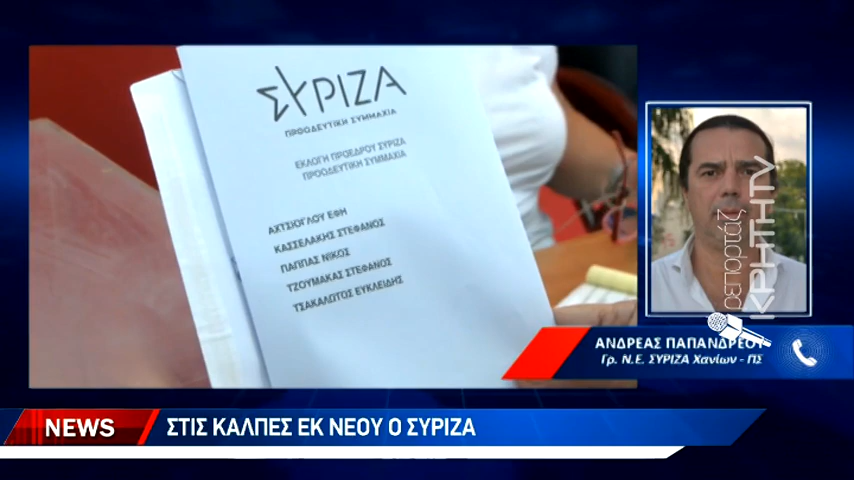 ΣΥΡΙΖΑ
ΠΡΟΟΔΕΥΤΙΚΗ ΣΥΜΜΑΧΙΑ
ΕΚΛΟΓΗ ΠΡΟΕΔΡΟΥ ΣΥΡΙΖΑ
ΠΡΟΟΔΕΥΤΙΚΗ ΣΥΜΜΑΧΙΑ
ΑΧΤΣΙΟΓΛΟΥ ΕΦΗ
ΚΑΣΣΕΛΑΚΗΣ ΣΤΕΦΑΝΟΣ
ΠΑΠΠΑΣ ΝΙΚΟΣ
ΤΖΟΥΜΑΚΑΣ ΣΤΕΦΑΝΟΣ
ΤΣΑΚΑΛΩΤΟΣ ΕΥΚΛΕΙΔΗΣ
ρεπορτάζ
ΚΡΗΤΗ TV
ΑΝΔΡΕΑΣ ΠΑΠΑΝΔΡΕΟΥ
Γρ. Ν.Ε. ΣΥΡΙΖΑ Χανίων - ΠΣ
NEWS
ΣΤΙΣ ΚΑΛΠΕΣ ΕΚ ΝΕΟΥ Ο ΣΥΡΙΖΑ